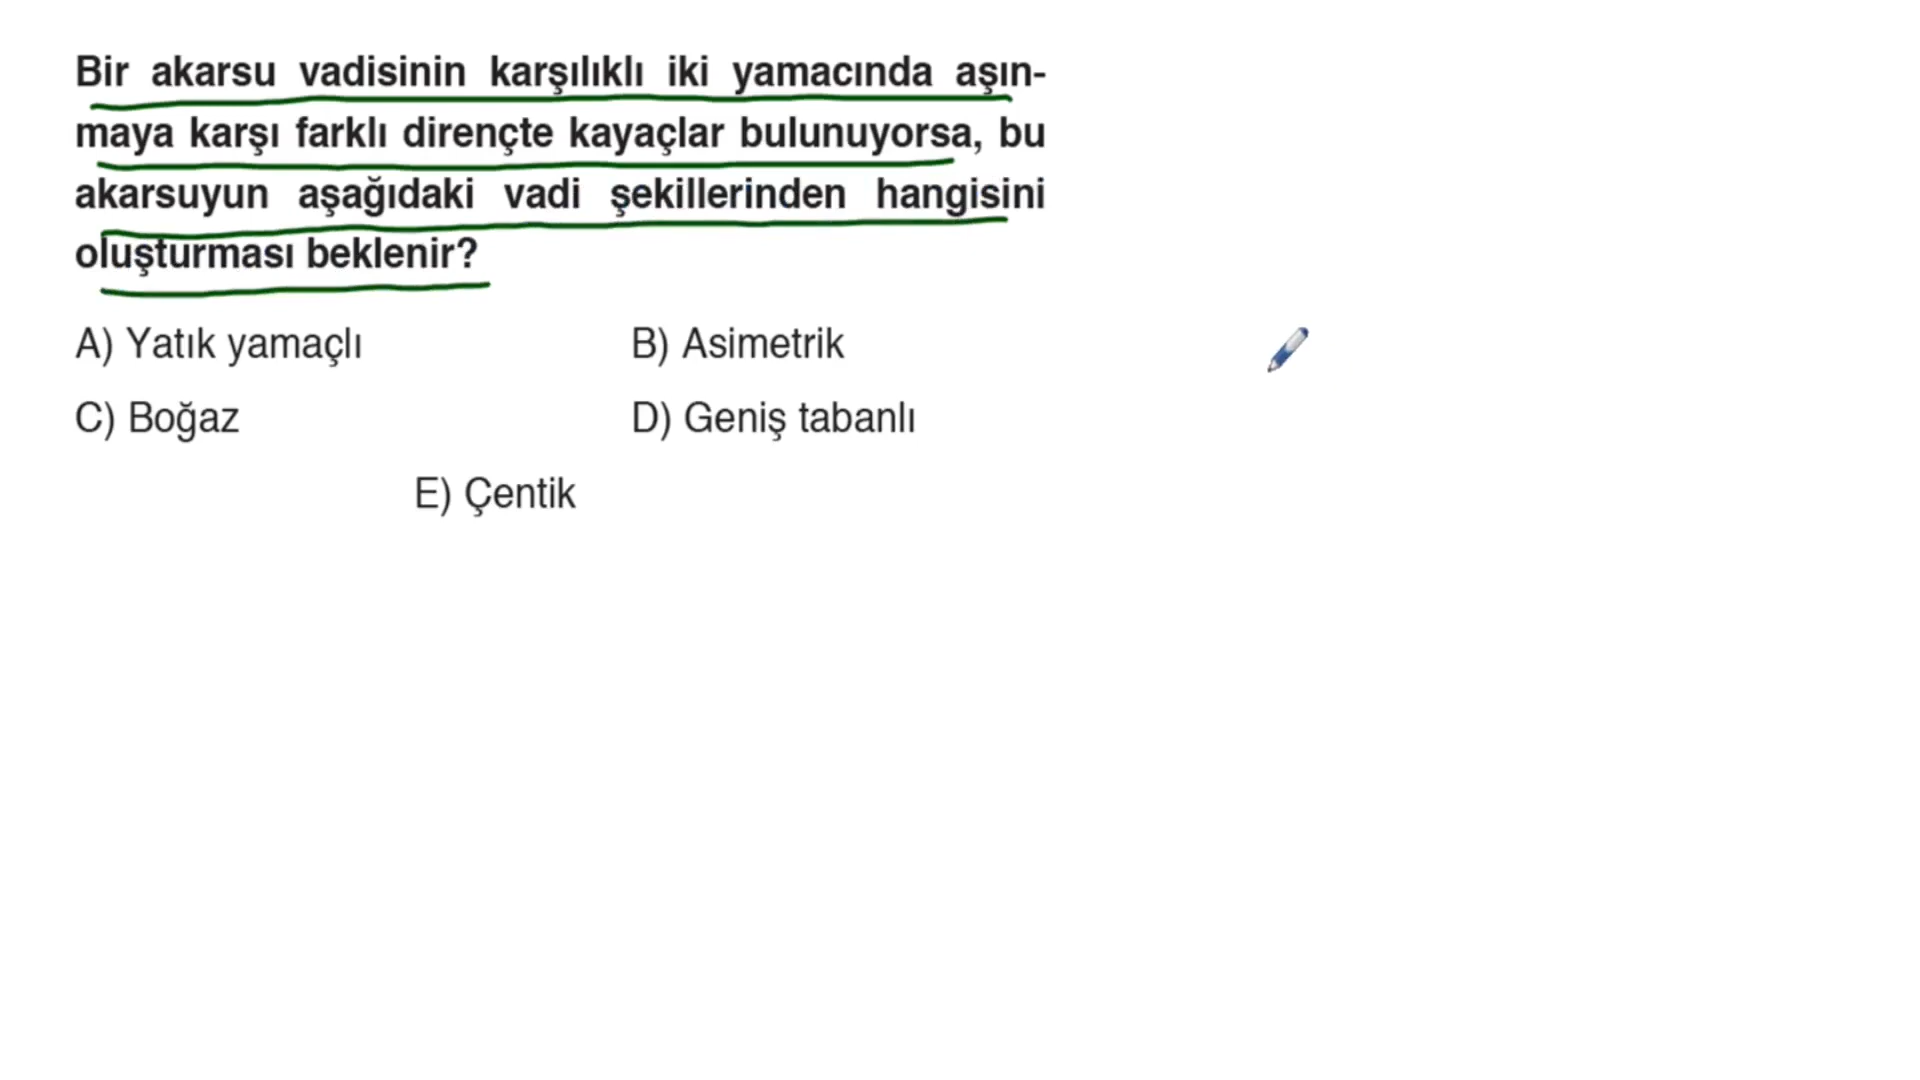 Bir akarsu vadisinin karşılıklı iki yamacında aşın-
maya karşı farklı dirençte kayaçlar bulunuyorsa, bu
akarsuyun aşağıdaki vadi şekillerinden hangisini
oluşturması beklenir?
A) Yatık yamaçlı B) Asimetrik
C) Boğaz D) Geniş tabanlı
E) Çentik